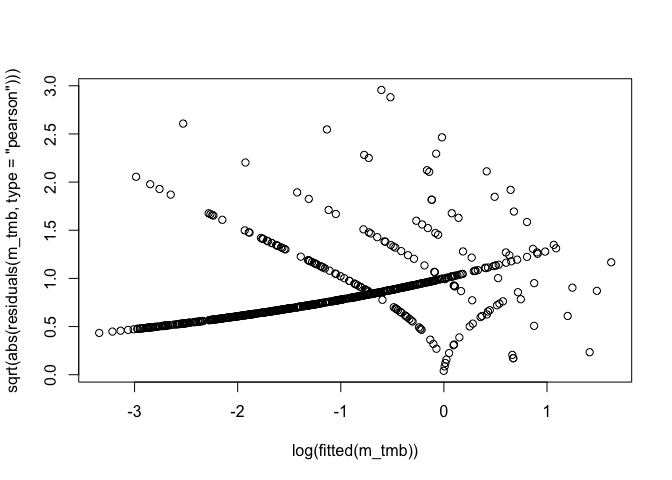 sqrt(abs(residuals(m_tmb, type = "pearson")))
3.0
2.5
2.0
1.5
1.0
0.5
0.0
-3 -2 -1 0 1
log(fitted(m_tmb))